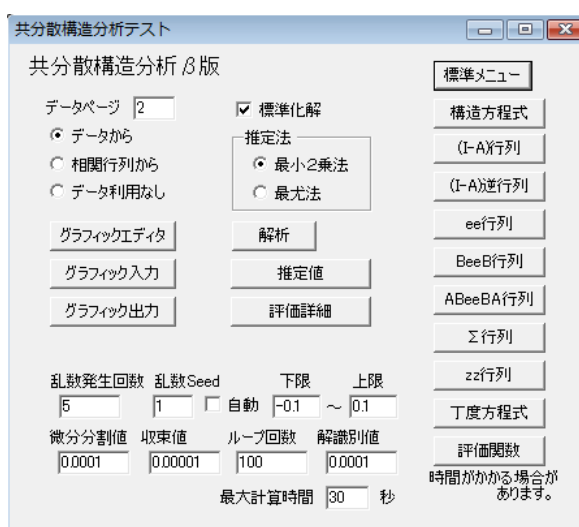 共分散構造分析テスト
共分散構造分析β版
標準メニュー
データページ 2
標準化解
構造方程式
データから
推定法
相関行列から
最小2乗法
(I-A)行列
データ利用なし
最尤法
(I-A)逆行列
グラフィックエディタ
解析
ee行列
グラフィック入力
推定値
BeeB行列
グラフィック出力
評価詳細
ABeeBA行列
Σ行列
zz行列
乱数発生回数 乱数Seed 下限 上限
5 1 自動 -0.1 ～ 0.1
丁度方程式
微分分割値 収束値 ループ回数 解識別値
0.0001 0.00001 100 0.0001
評価関数
時間がかかる場合が
あります。
最大計算時間 30 秒